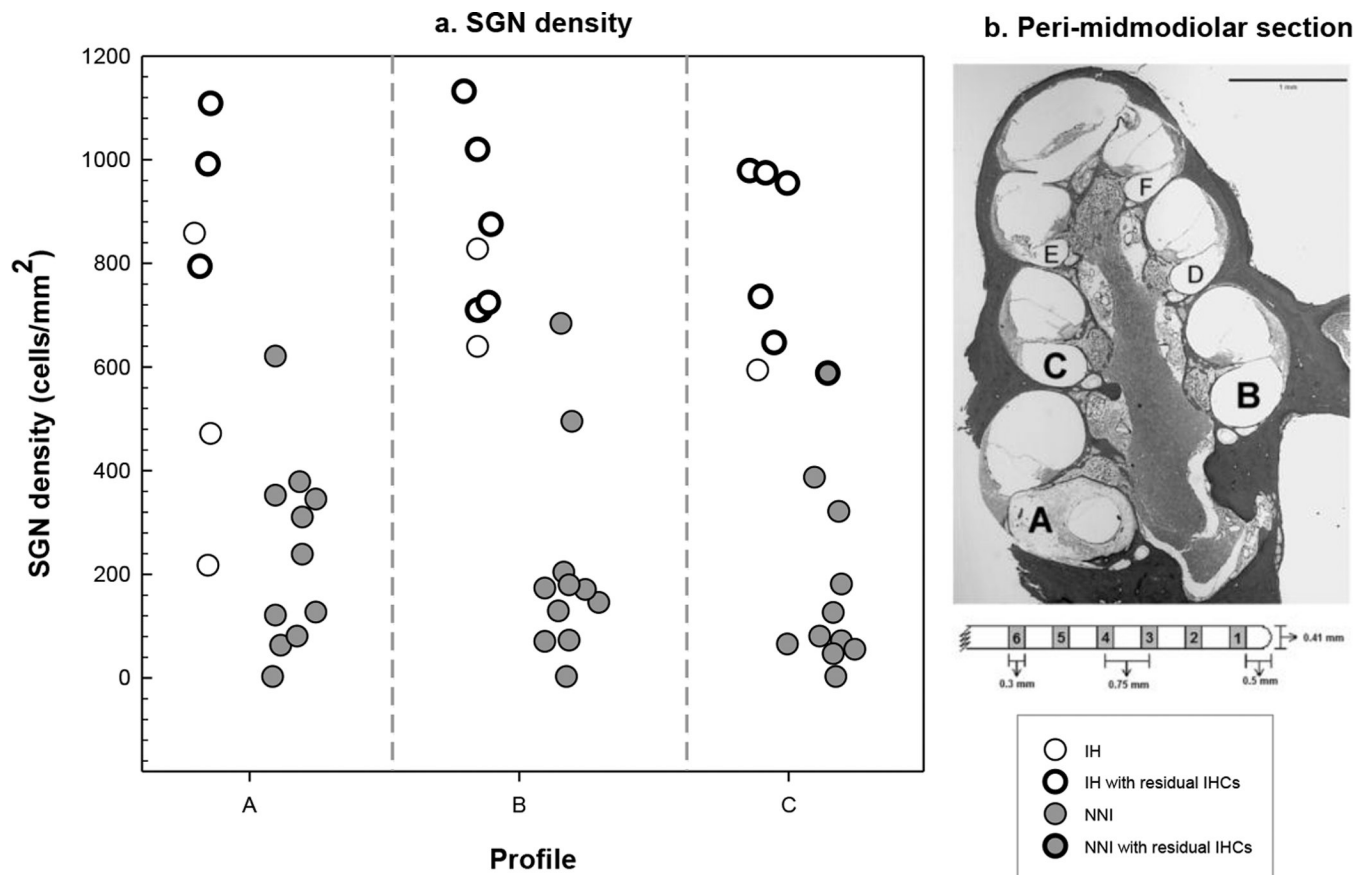 a. SGN density
b. Peri-midmodiolar section
SGN density (cells/mm2)
1200
1000
800
600
400
200
0
A
B
C
Profile
1 mm
F
E
D
C
B
A
6 5 4 3 2 1
0.41 mm
0.3 mm
0.75 mm
0.5 mm
IH
IH with residual IHCs
NNI
NNI with residual IHCs